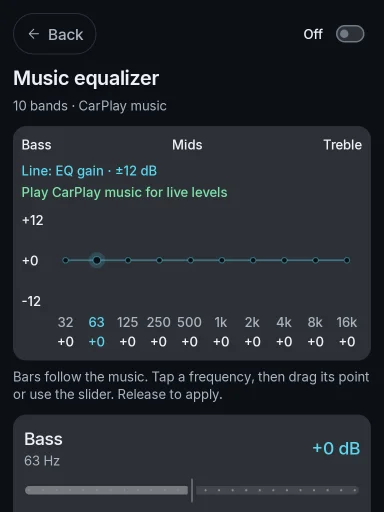 ← Back
Off
Music equalizer
10 bands · CarPlay music
Bass Mids Treble
Line: EQ gain · ±12 dB
Play CarPlay music for live levels
+12
+0
-12
32 63 125 250 500 1k 2k 4k 8k 16k
+0 +0 +0 +0 +0 +0 +0 +0 +0 +0
Bars follow the music. Tap a frequency, then drag its point
or use the slider. Release to apply.
Bass
+0 dB
63 Hz